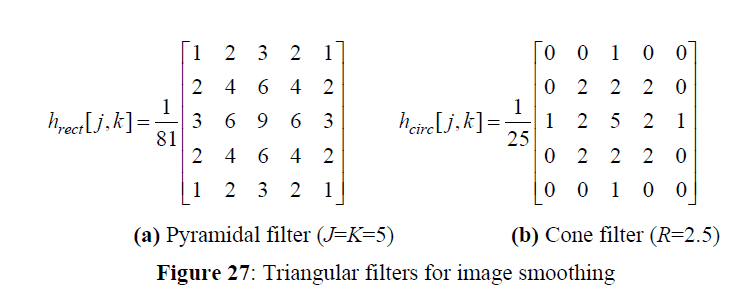 1 2 3 2 1
2 4 6 4 2
h_rect[j,k] = 1/81 3 6 9 6 3
2 4 6 4 2
1 2 3 2 1
0 0 1 0 0
0 2 2 2 0
h_circ[j,k] = 1/25 1 2 5 2 1
0 2 2 2 0
0 0 1 0 0
(a) Pyramidal filter (J=K=5)
(b) Cone filter (R=2.5)
Figure 27: Triangular filters for image smoothing